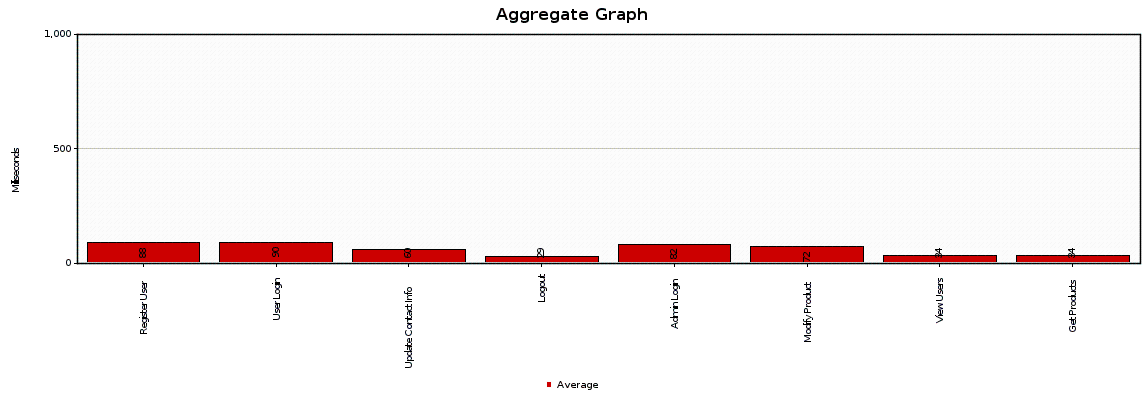 Aggregate Graph
1,000
500
0
Milliseconds
88
90
60
29
82
72
34
34
Register User
User Login
Update Contact Info
Logout
Admin Login
Modify Product
View Users
Get Products
Average